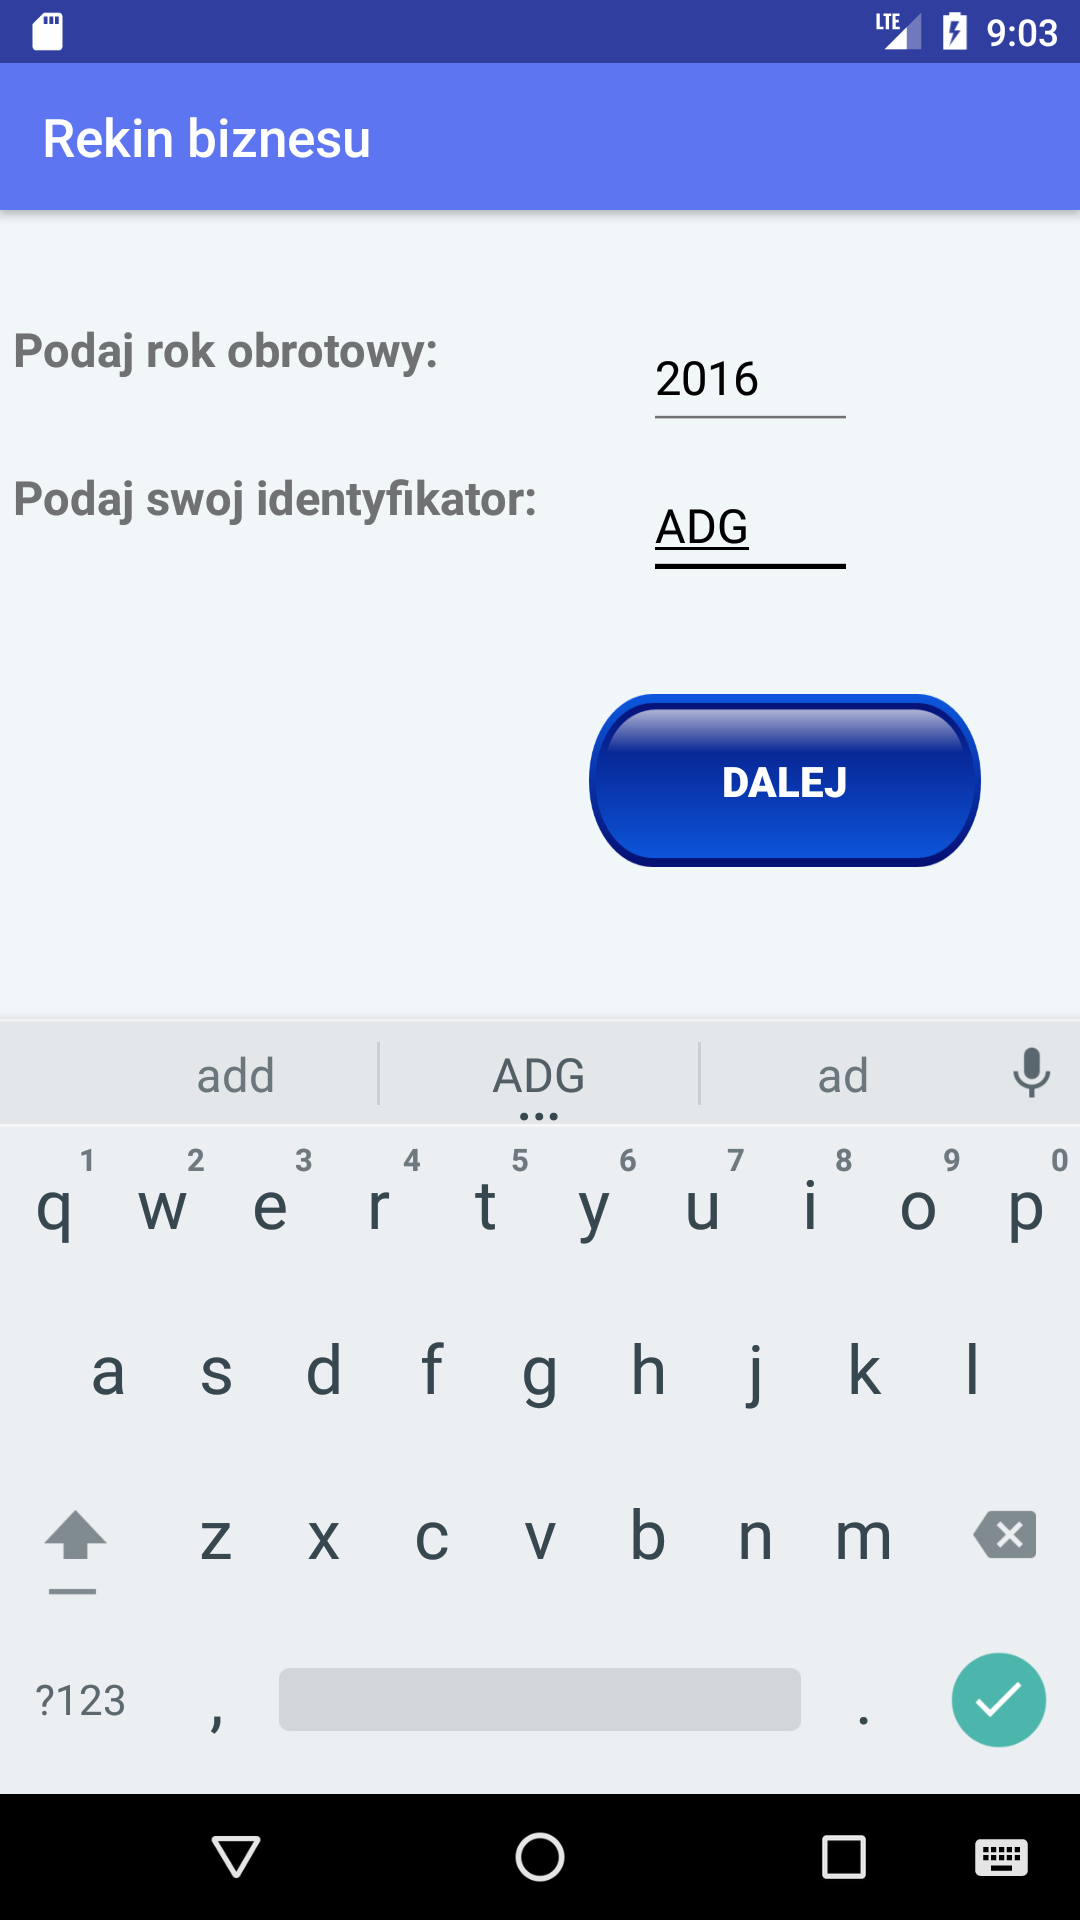 LTE 9:03
Rekin biznesu
Podaj rok obrotowy:
2016
Podaj swoj identyfikator:
ADG
DALEJ
add ADG ad
1 2 3 4 5 6 7 8 9 0
q w e r t y u i o p
a s d f g h j k l
z x c v b n m
?123 , .